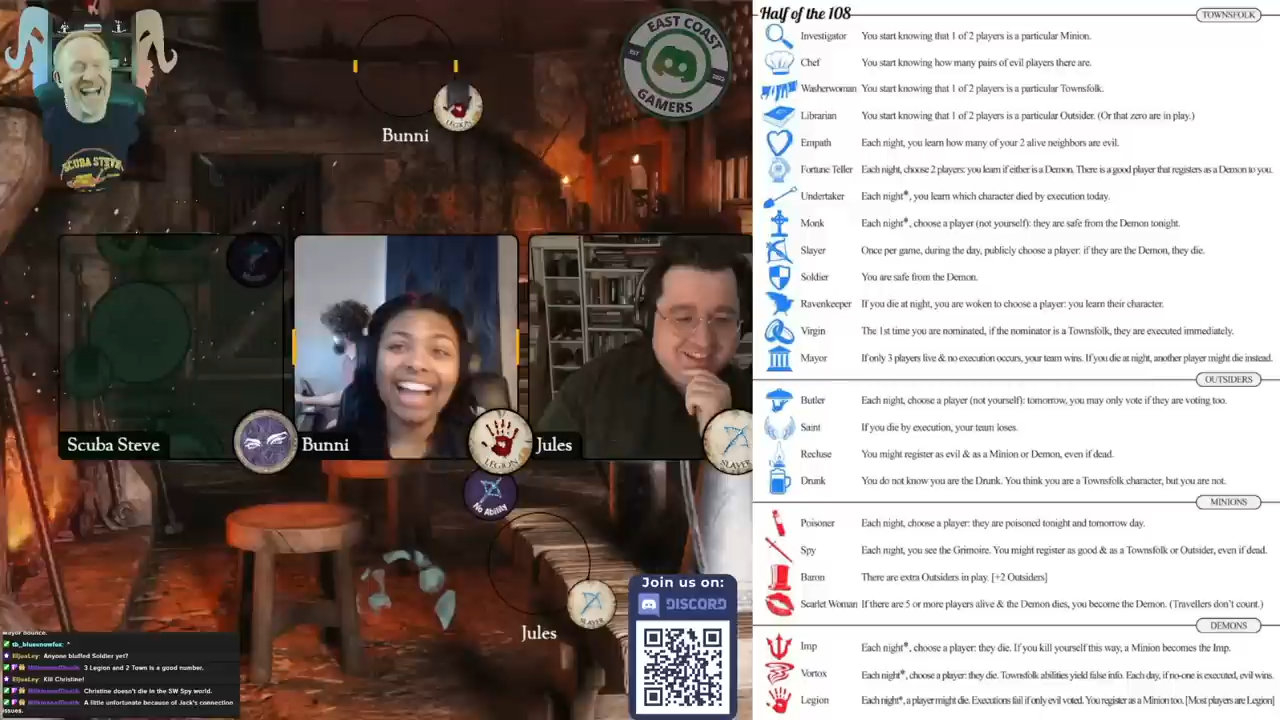 EAST COAST
EST
2023
GAMERS
SCUBA STEVE
LEGION
Bunni
Scuba Steve
Bunni
LEGION
Jules
SLAYER
No Ability
SLAYER
Jules
Join us on:
DISCORD
Anyone bluffed Soldier yet?
3 Legion and 2 Town is a good number.
Kill Christine!
Christine doesn't die in the SW Spy world.
A little unfortunate because of Jack's connection
issues.
Half of the 108
TOWNSFOLK
Investigator You start knowing that 1 of 2 players is a particular Minion.
Chef You start knowing how many pairs of evil players there are.
Washerwoman You start knowing that 1 of 2 players is a particular Townsfolk.
Librarian You start knowing that 1 of 2 players is a particular Outsider. (Or that zero are in play.)
Empath Each night, you learn how many of your 2 alive neighbors are evil.
Fortune Teller Each night, choose 2 players: you learn if either is a Demon. There is a good player that registers as a Demon to you.
Undertaker Each night*, you learn which character died by execution today.
Monk Each night*, choose a player (not yourself): they are safe from the Demon tonight.
Slayer Once per game, during the day, publicly choose a player: if they are the Demon, they die.
Soldier You are safe from the Demon.
Ravenkeeper If you die at night, you are woken to choose a player: you learn their character.
Virgin The 1st time you are nominated, if the nominator is a Townsfolk, they are executed immediately.
Mayor If only 3 players live & no execution occurs, your team wins. If you die at night, another player might die instead.
OUTSIDERS
Butler Each night, choose a player (not yourself): tomorrow, you may only vote if they are voting too.
Saint If you die by execution, your team loses.
Recluse You might register as evil & as a Minion or Demon, even if dead.
Drunk You do not know you are the Drunk. You think you are a Townsfolk character, but you are not.
MINIONS
Poisoner Each night, choose a player: they are poisoned tonight and tomorrow day.
Spy Each night, you see the Grimoire. You might register as good & as a Townsfolk or Outsider, even if dead.
Baron There are extra Outsiders in play. [+2 Outsiders]
Scarlet Woman If there are 5 or more players alive & the Demon dies, you become the Demon. (Travellers don't count.)
DEMONS
Imp Each night*, choose a player: they die. If you kill yourself this way, a Minion becomes the Imp.
Vortox Each night*, choose a player: they die. Townsfolk abilities yield false info. Each day, if no-one is executed, evil wins.
Legion Each night*, a player might die. Executions fail if only evil voted. You register as a Minion too. [Most players are Legion]